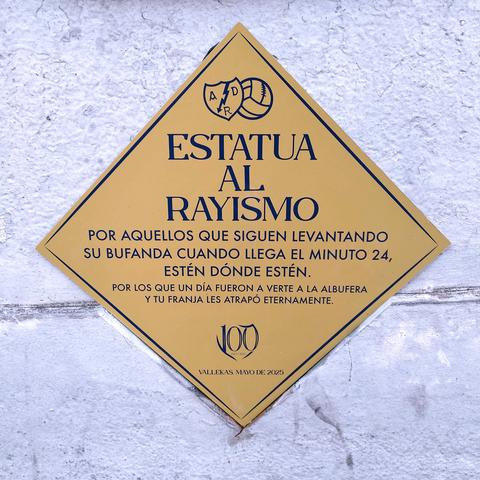 A D R
ESTATUA
AL
RAYISMO
POR AQUELLOS QUE SIGUEN LEVANTANDO
SU BUFANDA CUANDO LLEGA EL MINUTO 24,
ESTÉN DÓNDE ESTÉN.
POR LOS QUE UN DÍA FUERON A VERTE A LA ALBUFERA
Y TU FRANJA LES ATRAPÓ ETERNAMENTE.
100
VALLEKAS, MAYO DE 2025